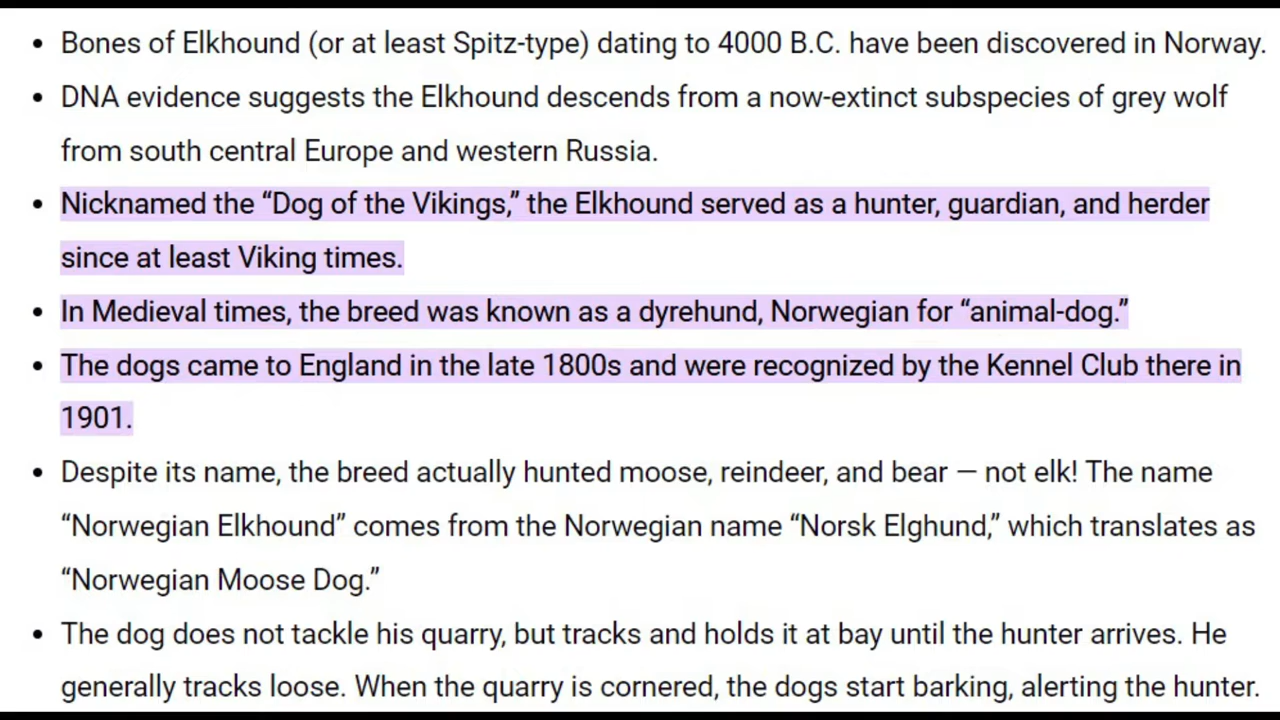 • Bones of Elkhound (or at least Spitz-type) dating to 4000 B.C. have been discovered in Norway.
• DNA evidence suggests the Elkhound descends from a now-extinct subspecies of grey wolf
from south central Europe and western Russia.
• Nicknamed the “Dog of the Vikings,” the Elkhound served as a hunter, guardian, and herder
since at least Viking times.
• In Medieval times, the breed was known as a dyrehund, Norwegian for “animal-dog.”
• The dogs came to England in the late 1800s and were recognized by the Kennel Club there in
1901.
• Despite its name, the breed actually hunted moose, reindeer, and bear — not elk! The name
“Norwegian Elkhound” comes from the Norwegian name “Norsk Elghund,” which translates as
“Norwegian Moose Dog.”
• The dog does not tackle his quarry, but tracks and holds it at bay until the hunter arrives. He
generally tracks loose. When the quarry is cornered, the dogs start barking, alerting the hunter.